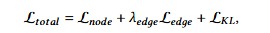 ℒ_total = ℒ_node + λ_edge ℒ_edge + ℒ_KL,